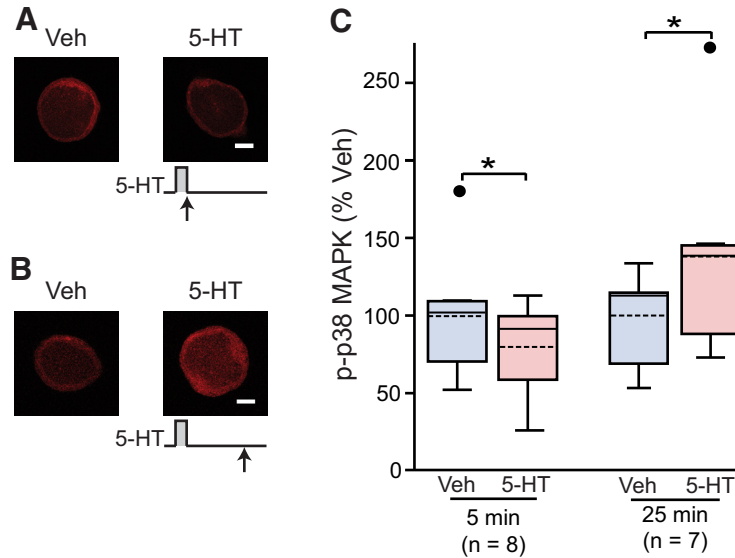 A
Veh 5-HT
5-HT
B
Veh 5-HT
5-HT
C
p-p38 MAPK (% Veh)
250
200
150
100
50
0
* *
Veh 5-HT Veh 5-HT
5 min 25 min
(n = 8) (n = 7)